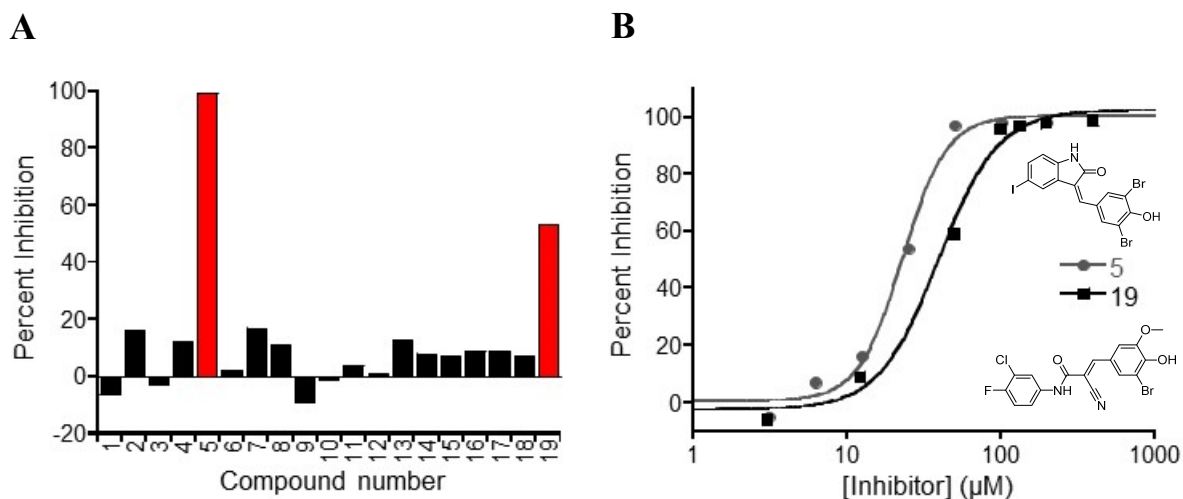 A
Percent Inhibition
100
80
60
40
20
0
-20
1 2 3 4 5 6 7 8 9 10 11 12 13 14 15 16 17 18 19
Compound number
B
Percent Inhibition
100
80
60
40
20
0
1 10 100 1000
[Inhibitor] (µM)
H
N
O
I
Br
OH
Br
5
19
O
Cl
O
OH
F
NH
Br
N